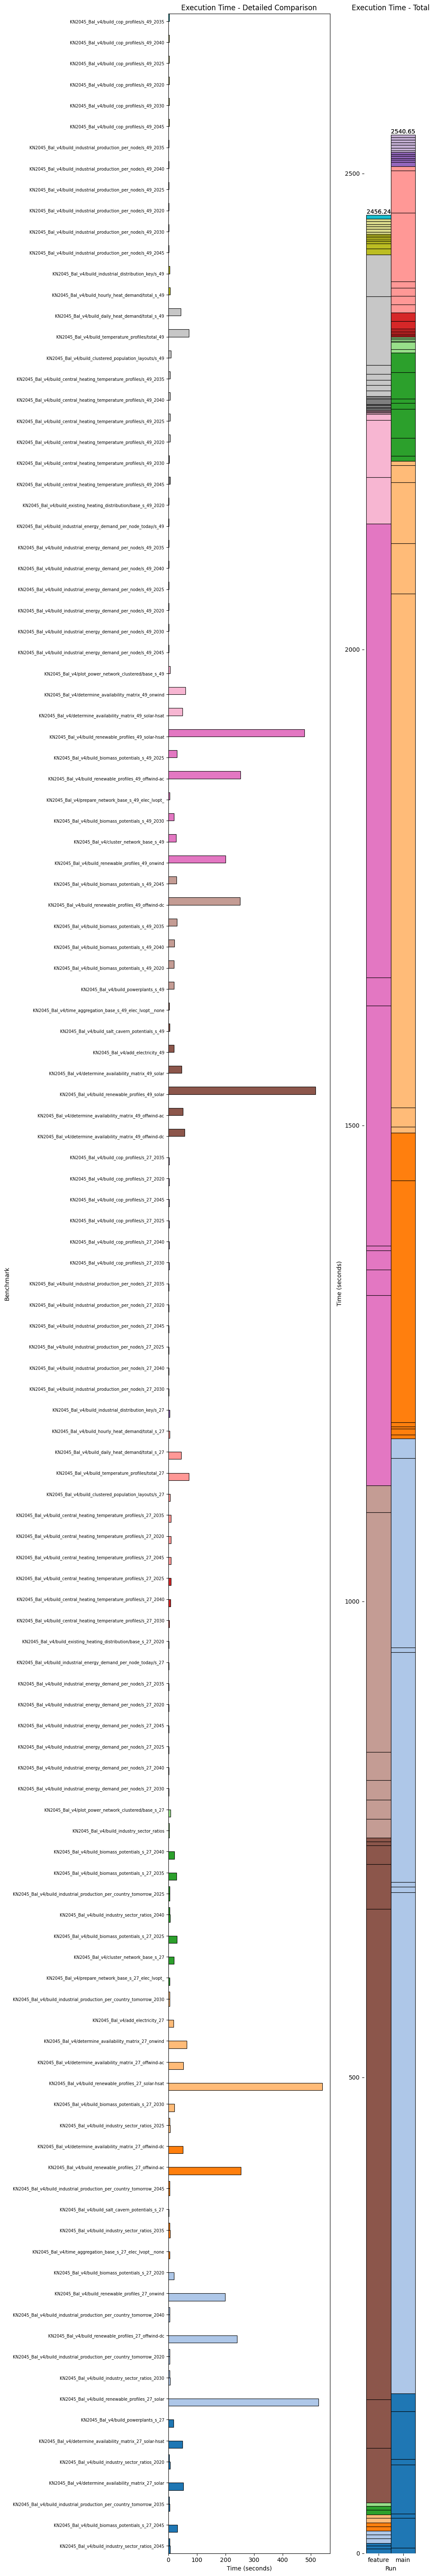 Execution Time - Detailed Comparison
Execution Time - Total
KN2045_Bal_v4/build_cop_profiles/s_49_2035
KN2045_Bal_v4/build_cop_profiles/s_49_2040
KN2045_Bal_v4/build_cop_profiles/s_49_2025
KN2045_Bal_v4/build_cop_profiles/s_49_2020
KN2045_Bal_v4/build_cop_profiles/s_49_2030
KN2045_Bal_v4/build_cop_profiles/s_49_2045
KN2045_Bal_v4/build_industrial_production_per_node/s_49_2035
KN2045_Bal_v4/build_industrial_production_per_node/s_49_2040
KN2045_Bal_v4/build_industrial_production_per_node/s_49_2025
KN2045_Bal_v4/build_industrial_production_per_node/s_49_2020
KN2045_Bal_v4/build_industrial_production_per_node/s_49_2030
KN2045_Bal_v4/build_industrial_production_per_node/s_49_2045
KN2045_Bal_v4/build_industrial_distribution_key/s_49
KN2045_Bal_v4/build_hourly_heat_demand/total_s_49
KN2045_Bal_v4/build_daily_heat_demand/total_s_49
KN2045_Bal_v4/build_temperature_profiles/total_49
KN2045_Bal_v4/build_clustered_population_layouts/s_49
KN2045_Bal_v4/build_central_heating_temperature_profiles/s_49_2035
KN2045_Bal_v4/build_central_heating_temperature_profiles/s_49_2040
KN2045_Bal_v4/build_central_heating_temperature_profiles/s_49_2025
KN2045_Bal_v4/build_central_heating_temperature_profiles/s_49_2020
KN2045_Bal_v4/build_central_heating_temperature_profiles/s_49_2030
KN2045_Bal_v4/build_central_heating_temperature_profiles/s_49_2045
KN2045_Bal_v4/build_existing_heating_distribution/base_s_49_2020
KN2045_Bal_v4/build_industrial_energy_demand_per_node_today/s_49
KN2045_Bal_v4/build_industrial_energy_demand_per_node/s_49_2035
KN2045_Bal_v4/build_industrial_energy_demand_per_node/s_49_2040
KN2045_Bal_v4/build_industrial_energy_demand_per_node/s_49_2025
KN2045_Bal_v4/build_industrial_energy_demand_per_node/s_49_2020
KN2045_Bal_v4/build_industrial_energy_demand_per_node/s_49_2030
KN2045_Bal_v4/build_industrial_energy_demand_per_node/s_49_2045
KN2045_Bal_v4/plot_power_network_clustered/base_s_49
KN2045_Bal_v4/determine_availability_matrix_49_onwind
KN2045_Bal_v4/determine_availability_matrix_49_solar-hsat
KN2045_Bal_v4/build_renewable_profiles_49_solar-hsat
KN2045_Bal_v4/build_biomass_potentials_s_49_2025
KN2045_Bal_v4/build_renewable_profiles_49_offwind-ac
KN2045_Bal_v4/prepare_network_base_s_49_elec_lvopt_
KN2045_Bal_v4/build_biomass_potentials_s_49_2030
KN2045_Bal_v4/cluster_network_base_s_49
KN2045_Bal_v4/build_renewable_profiles_49_onwind
KN2045_Bal_v4/build_biomass_potentials_s_49_2045
KN2045_Bal_v4/build_renewable_profiles_49_offwind-dc
KN2045_Bal_v4/build_biomass_potentials_s_49_2035
KN2045_Bal_v4/build_biomass_potentials_s_49_2040
KN2045_Bal_v4/build_biomass_potentials_s_49_2020
KN2045_Bal_v4/build_powerplants_s_49
KN2045_Bal_v4/time_aggregation_base_s_49_elec_lvopt__none
KN2045_Bal_v4/build_salt_cavern_potentials_s_49
KN2045_Bal_v4/add_electricity_49
KN2045_Bal_v4/determine_availability_matrix_49_solar
KN2045_Bal_v4/build_renewable_profiles_49_solar
KN2045_Bal_v4/determine_availability_matrix_49_offwind-ac
KN2045_Bal_v4/determine_availability_matrix_49_offwind-dc
KN2045_Bal_v4/build_cop_profiles/s_27_2035
KN2045_Bal_v4/build_cop_profiles/s_27_2020
KN2045_Bal_v4/build_cop_profiles/s_27_2045
KN2045_Bal_v4/build_cop_profiles/s_27_2025
KN2045_Bal_v4/build_cop_profiles/s_27_2040
KN2045_Bal_v4/build_cop_profiles/s_27_2030
KN2045_Bal_v4/build_industrial_production_per_node/s_27_2035
KN2045_Bal_v4/build_industrial_production_per_node/s_27_2020
KN2045_Bal_v4/build_industrial_production_per_node/s_27_2045
KN2045_Bal_v4/build_industrial_production_per_node/s_27_2025
KN2045_Bal_v4/build_industrial_production_per_node/s_27_2040
KN2045_Bal_v4/build_industrial_production_per_node/s_27_2030
KN2045_Bal_v4/build_industrial_distribution_key/s_27
KN2045_Bal_v4/build_hourly_heat_demand/total_s_27
KN2045_Bal_v4/build_daily_heat_demand/total_s_27
KN2045_Bal_v4/build_temperature_profiles/total_27
KN2045_Bal_v4/build_clustered_population_layouts/s_27
KN2045_Bal_v4/build_central_heating_temperature_profiles/s_27_2035
KN2045_Bal_v4/build_central_heating_temperature_profiles/s_27_2020
KN2045_Bal_v4/build_central_heating_temperature_profiles/s_27_2045
KN2045_Bal_v4/build_central_heating_temperature_profiles/s_27_2025
KN2045_Bal_v4/build_central_heating_temperature_profiles/s_27_2040
KN2045_Bal_v4/build_central_heating_temperature_profiles/s_27_2030
KN2045_Bal_v4/build_existing_heating_distribution/base_s_27_2020
KN2045_Bal_v4/build_industrial_energy_demand_per_node_today/s_27
KN2045_Bal_v4/build_industrial_energy_demand_per_node/s_27_2035
KN2045_Bal_v4/build_industrial_energy_demand_per_node/s_27_2020
KN2045_Bal_v4/build_industrial_energy_demand_per_node/s_27_2045
KN2045_Bal_v4/build_industrial_energy_demand_per_node/s_27_2025
KN2045_Bal_v4/build_industrial_energy_demand_per_node/s_27_2040
KN2045_Bal_v4/build_industrial_energy_demand_per_node/s_27_2030
KN2045_Bal_v4/plot_power_network_clustered/base_s_27
KN2045_Bal_v4/build_industry_sector_ratios
KN2045_Bal_v4/build_biomass_potentials_s_27_2040
KN2045_Bal_v4/build_biomass_potentials_s_27_2035
KN2045_Bal_v4/build_industrial_production_per_country_tomorrow_2025
KN2045_Bal_v4/build_industry_sector_ratios_2040
KN2045_Bal_v4/build_biomass_potentials_s_27_2025
KN2045_Bal_v4/cluster_network_base_s_27
KN2045_Bal_v4/prepare_network_base_s_27_elec_lvopt_
KN2045_Bal_v4/build_industrial_production_per_country_tomorrow_2030
KN2045_Bal_v4/add_electricity_27
KN2045_Bal_v4/determine_availability_matrix_27_onwind
KN2045_Bal_v4/determine_availability_matrix_27_offwind-ac
KN2045_Bal_v4/build_renewable_profiles_27_solar-hsat
KN2045_Bal_v4/build_biomass_potentials_s_27_2030
KN2045_Bal_v4/build_industry_sector_ratios_2025
KN2045_Bal_v4/determine_availability_matrix_27_offwind-dc
KN2045_Bal_v4/build_renewable_profiles_27_offwind-ac
KN2045_Bal_v4/build_industrial_production_per_country_tomorrow_2045
KN2045_Bal_v4/build_salt_cavern_potentials_s_27
KN2045_Bal_v4/build_industry_sector_ratios_2035
KN2045_Bal_v4/time_aggregation_base_s_27_elec_lvopt__none
KN2045_Bal_v4/build_biomass_potentials_s_27_2020
KN2045_Bal_v4/build_renewable_profiles_27_onwind
KN2045_Bal_v4/build_industrial_production_per_country_tomorrow_2040
KN2045_Bal_v4/build_renewable_profiles_27_offwind-dc
KN2045_Bal_v4/build_industrial_production_per_country_tomorrow_2020
KN2045_Bal_v4/build_industry_sector_ratios_2030
KN2045_Bal_v4/build_renewable_profiles_27_solar
KN2045_Bal_v4/build_powerplants_s_27
KN2045_Bal_v4/determine_availability_matrix_27_solar-hsat
KN2045_Bal_v4/build_industry_sector_ratios_2020
KN2045_Bal_v4/determine_availability_matrix_27_solar
KN2045_Bal_v4/build_industrial_production_per_country_tomorrow_2035
KN2045_Bal_v4/build_biomass_potentials_s_27_2045
KN2045_Bal_v4/build_industry_sector_ratios_2045
Benchmark
0 100 200 300 400 500
Time (seconds)
2540.65
2456.24
2500
2000
1500
1000
500
0
Time (seconds)
feature main
Run